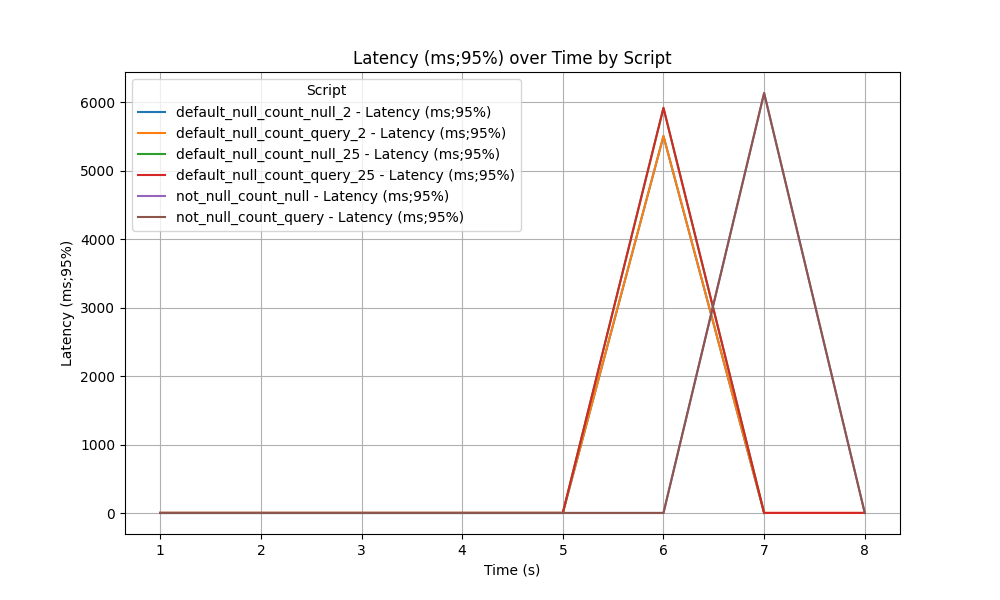 Latency (ms;95%) over Time by Script
Script
default_null_count_null_2 - Latency (ms;95%)
default_null_count_query_2 - Latency (ms;95%)
default_null_count_null_25 - Latency (ms;95%)
default_null_count_query_25 - Latency (ms;95%)
not_null_count_null - Latency (ms;95%)
not_null_count_query - Latency (ms;95%)
Latency (ms;95%)
6000
5000
4000
3000
2000
1000
0
1 2 3 4 5 6 7 8
Time (s)